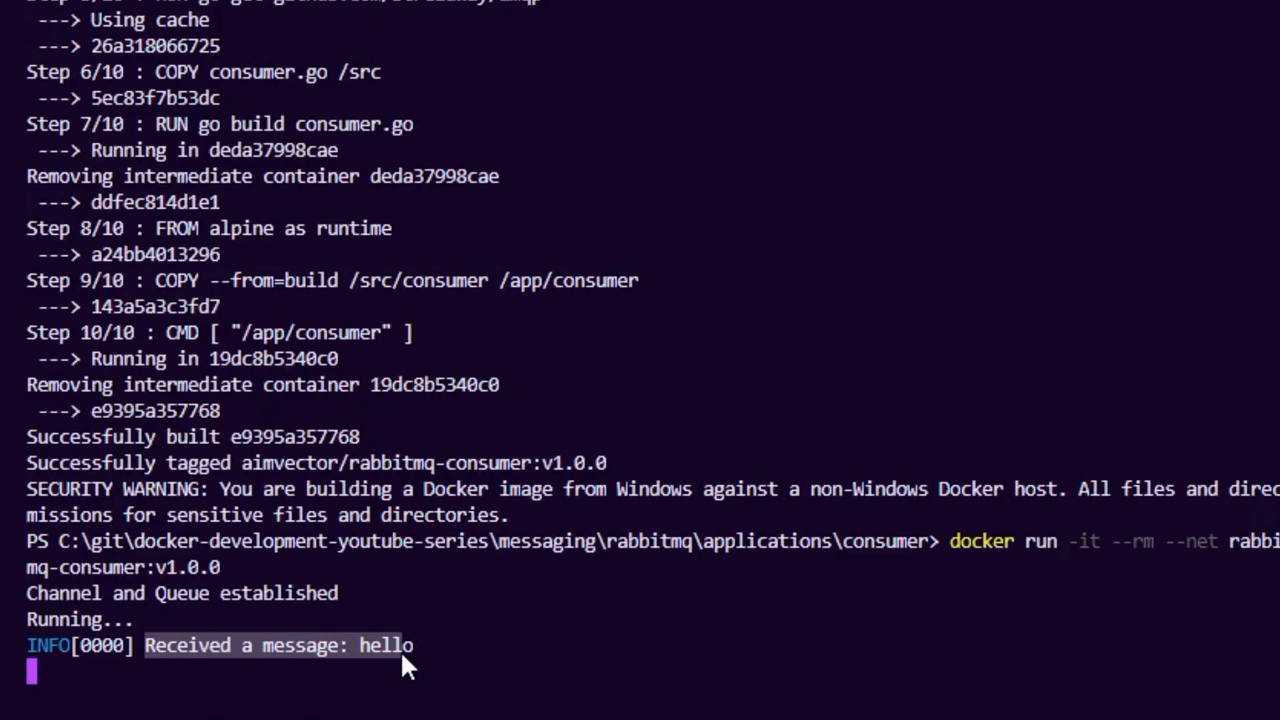 ---> Using cache
---> 26a318066725
Step 6/10 : COPY consumer.go /src
---> 5ec83f7b53dc
Step 7/10 : RUN go build consumer.go
---> Running in deda37998cae
Removing intermediate container deda37998cae
---> ddfec814d1e1
Step 8/10 : FROM alpine as runtime
---> a24bb4013296
Step 9/10 : COPY --from=build /src/consumer /app/consumer
---> 143a5a3c3fd7
Step 10/10 : CMD [ "/app/consumer" ]
---> Running in 19dc8b5340c0
Removing intermediate container 19dc8b5340c0
---> e9395a357768
Successfully built e9395a357768
Successfully tagged aimvector/rabbitmq-consumer:v1.0.0
SECURITY WARNING: You are building a Docker image from Windows against a non-Windows Docker host. All files and direc
missions for sensitive files and directories.
PS C:\git\docker-development-youtube-series\messaging\rabbitmq\applications\consumer> docker run -it --rm --net rabbi
mq-consumer:v1.0.0
Channel and Queue established
Running...
INFO[0000] Received a message: hello